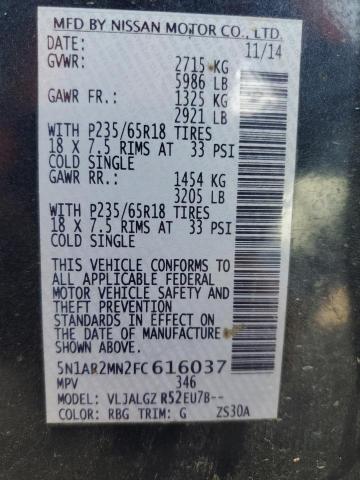 MFD BY NISSAN MOTOR CO., LTD.
DATE: 11/14
GVWR: 2715 KG
5986 LB
GAWR FR.: 1325 KG
2921 LB
WITH P235/65R18 TIRES
18 X 7.5 RIMS AT 33 PSI
COLD SINGLE
GAWR RR.: 1454 KG
3205 LB
WITH P235/65R18 TIRES
18 X 7.5 RIMS AT 33 PSI
COLD SINGLE
THIS VEHICLE CONFORMS TO
ALL APPLICABLE FEDERAL
MOTOR VEHICLE SAFETY AND
THEFT PREVENTION
STANDARDS IN EFFECT ON
THE DATE OF MANUFACTURE
SHOWN ABOVE.
5N1AR2MN2FC616037
MPV 346
MODEL: VLJALGZ R52EU7B--
COLOR: RBG TRIM: G ZS30A